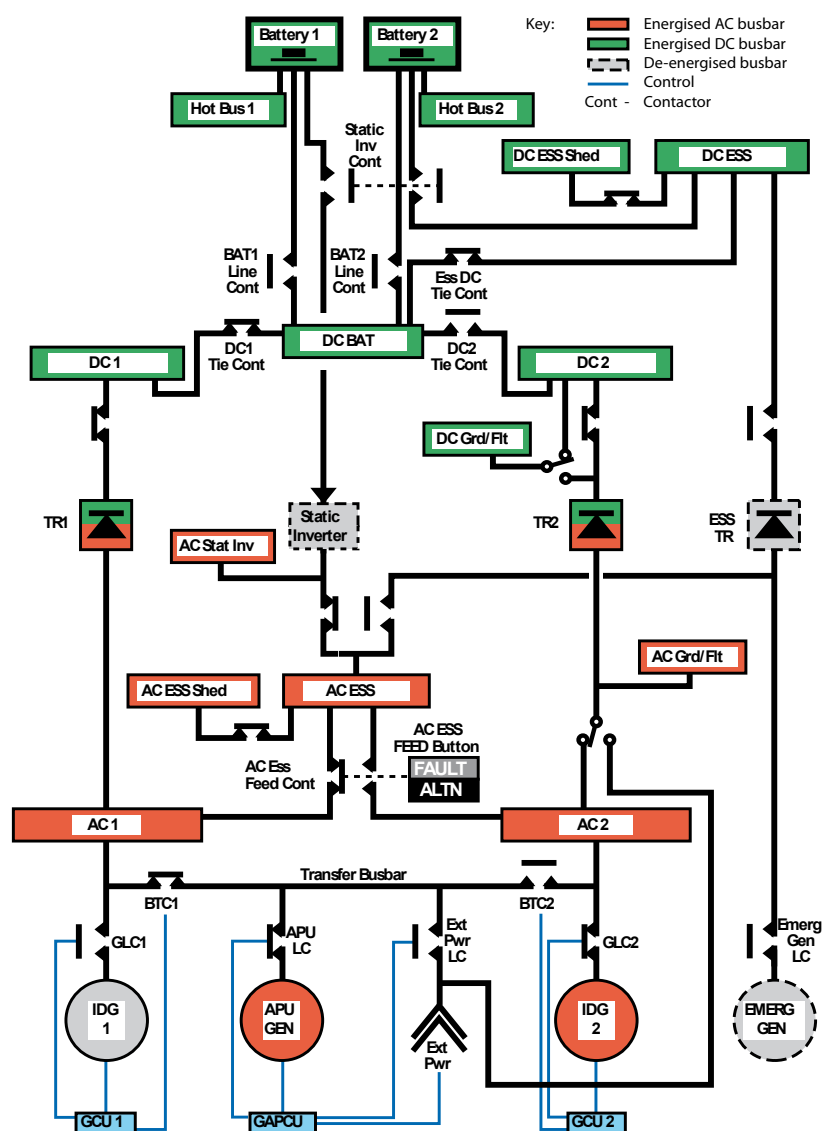 Key:
Energised AC busbar
Energised DC busbar
De-energised busbar
Control
Cont - Contactor
Battery 1
Battery 2
Hot Bus 1
Hot Bus 2
Static
Inv
Cont
DC ESS Shed
DC ESS
BAT1
Line
Cont
BAT2
Line
Cont
Ess DC
Tie Cont
DC BAT
DC1
Tie Cont
DC2
Tie Cont
DC 1
DC 2
DC Grd/Flt
TR1
Static
Inverter
TR2
ESS
TR
AC Stat Inv
AC Grd/Flt
AC ESS Shed
AC ESS
AC ESS
FEED Button
FAULT
ALTN
AC Ess
Feed Cont
AC 1
AC 2
Transfer Busbar
BTC1
BTC2
GLC1
APU
LC
Ext
Pwr
LC
GLC2
Emerg
Gen
LC
IDG
1
APU
GEN
IDG
2
EMERG
GEN
Ext
Pwr
GCU 1
GAPCU
GCU 2